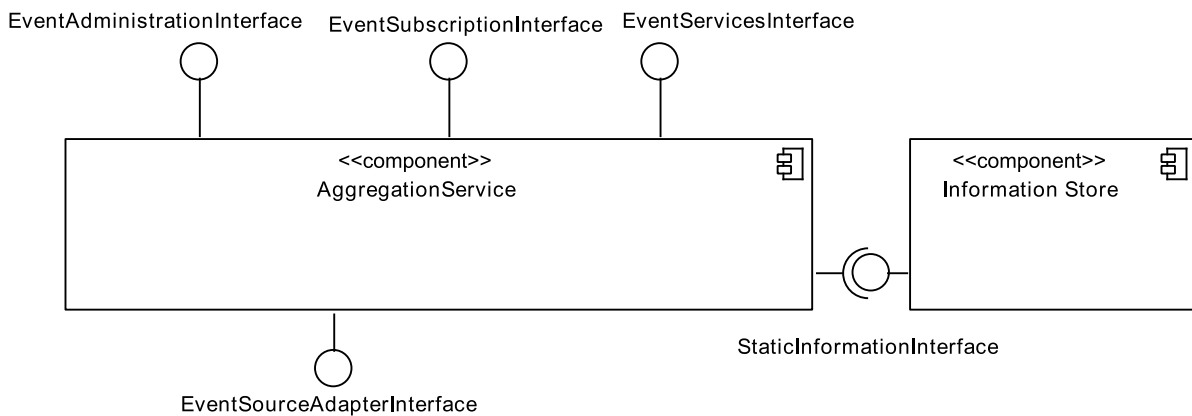 EventAdministrationInterface
EventSubscriptionInterface
EventServicesInterface
<<component>>
AggregationService
<<component>>
Information Store
StaticInformationInterface
EventSourceAdapterInterface